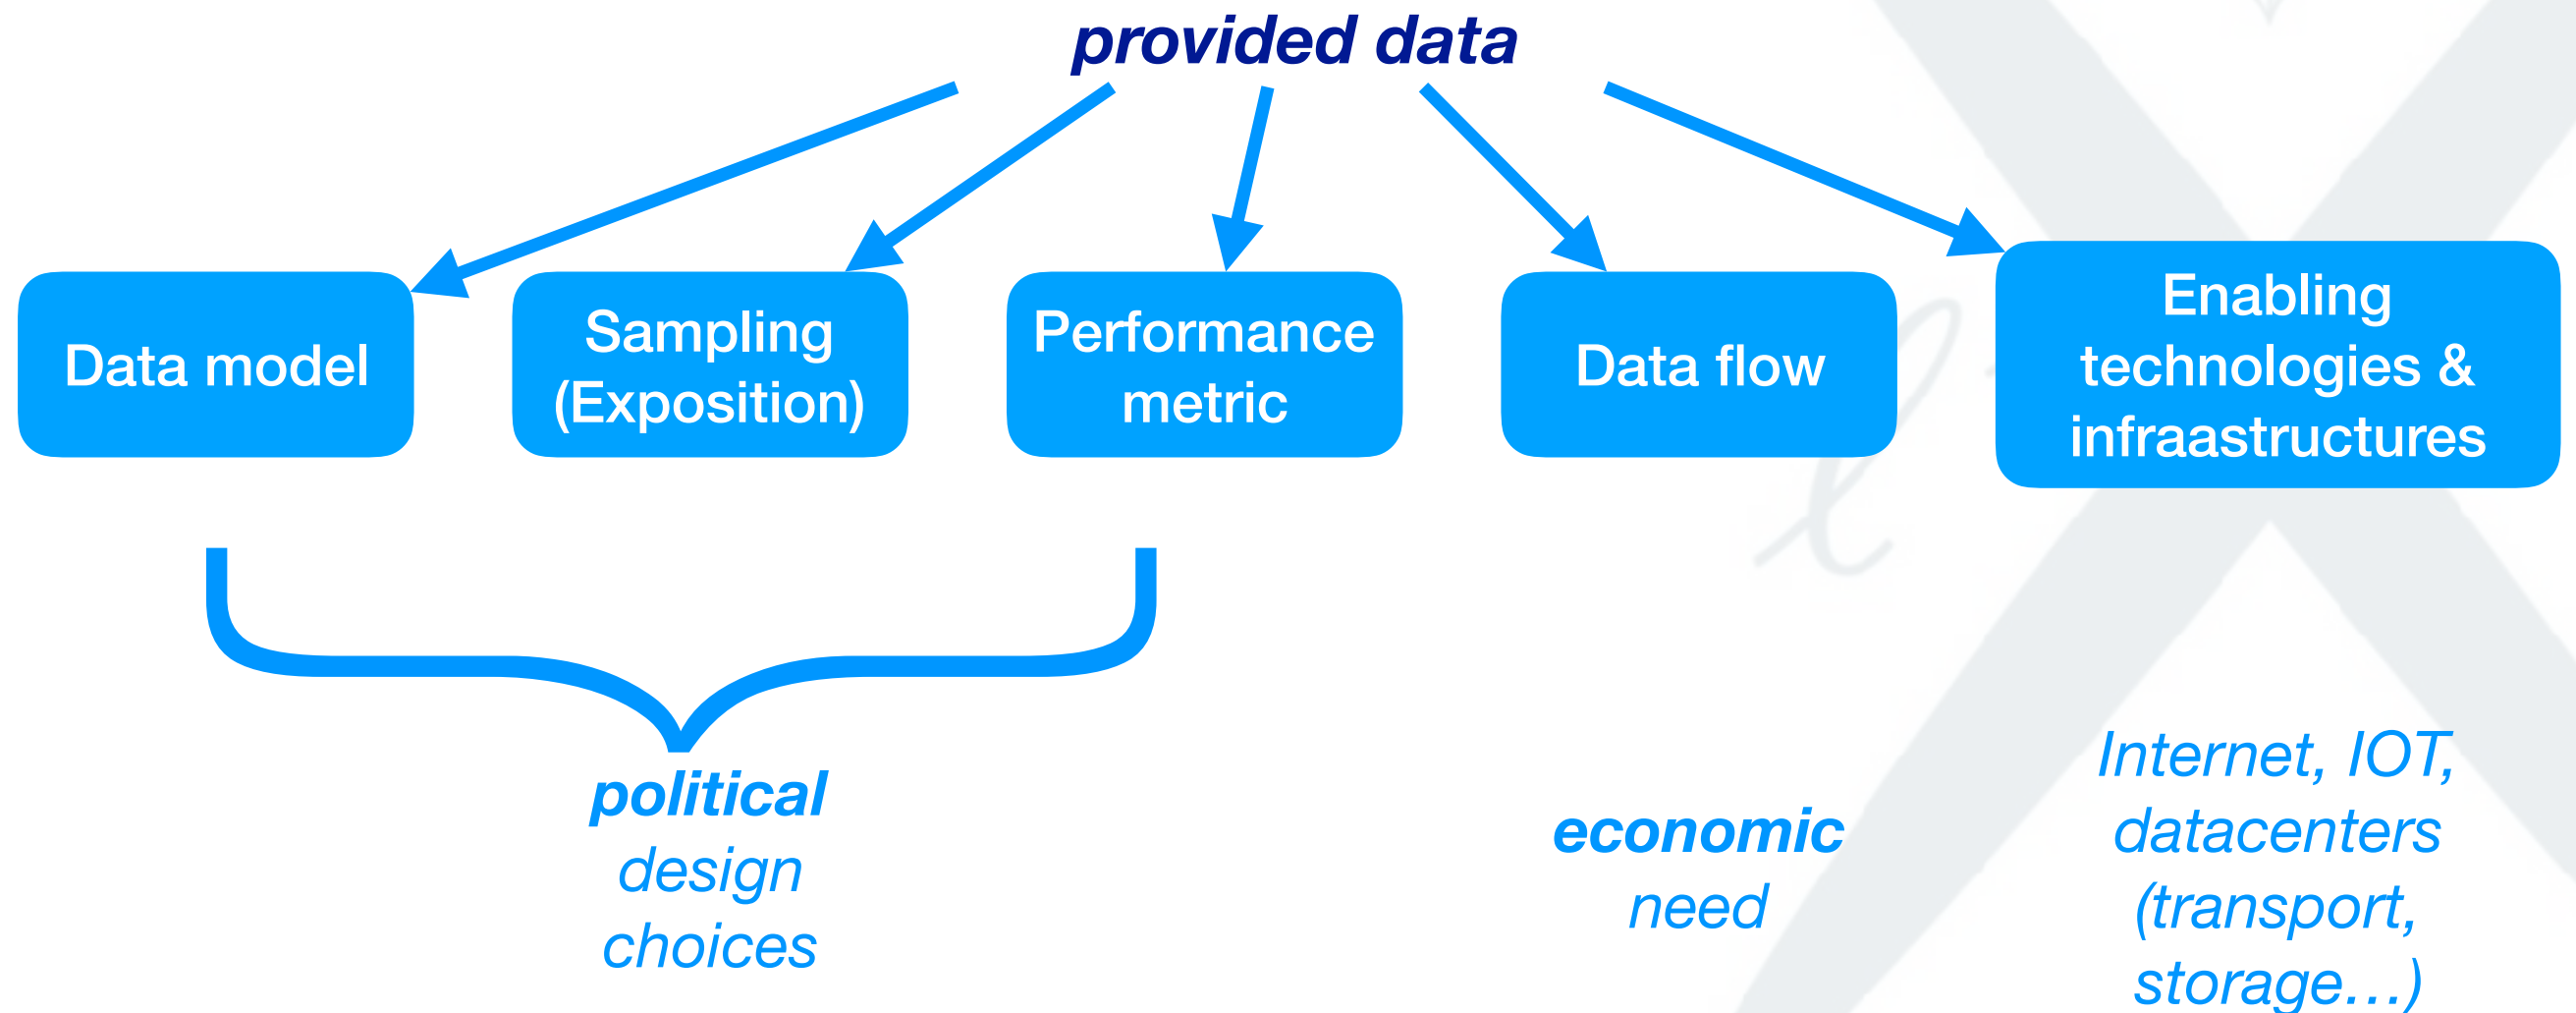 provided data
Data model
Sampling
(Exposition)
Performance
metric
Data flow
Enabling
technologies &
infraastructures
political
design
choices
economic
need
Internet, IOT,
datacenters
(transport,
storage…)